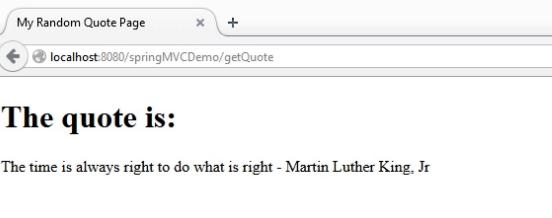 My Random Quote Page
localhost:8080/springMVCDemo/getQuote
The quote is:
The time is always right to do what is right - Martin Luther King, Jr